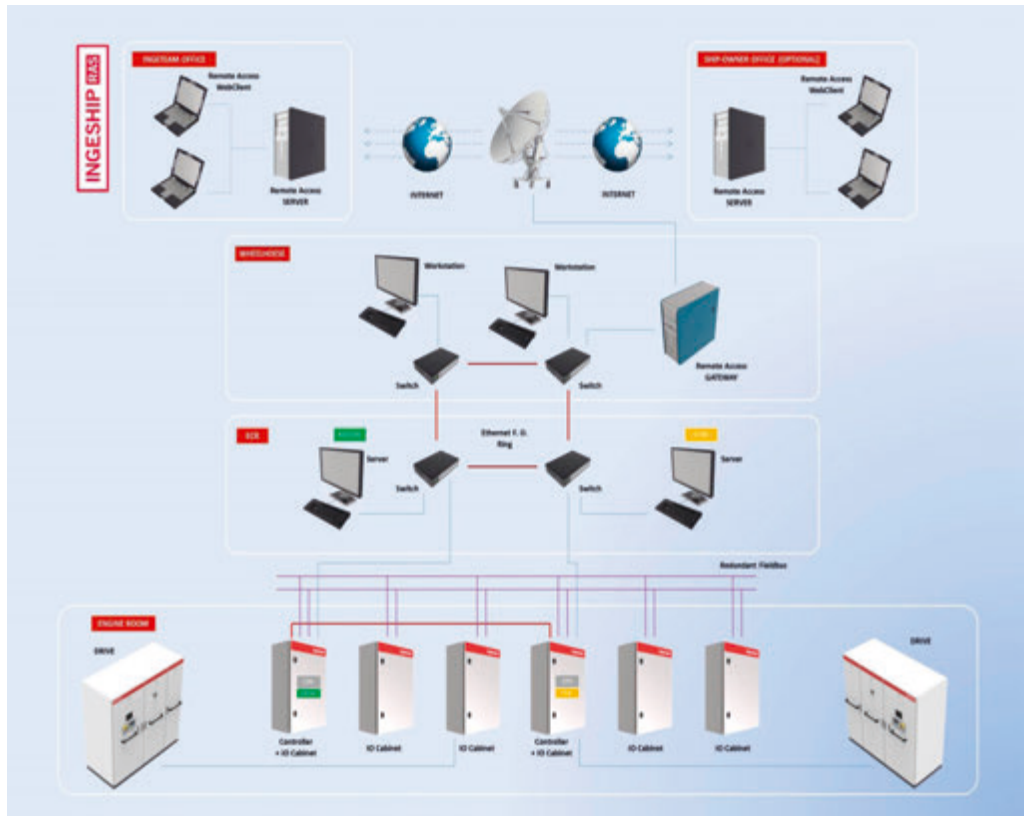 INGESHIP RAS
INGETEAM OFFICE
Remote Access
WebClient
Remote Access
SERVER
INTERNET
INTERNET
SHIP-OWNER OFFICE (OPTIONAL)
Remote Access
WebClient
Remote Access
SERVER
WHEELHOUSE
Workstation
Workstation
Switch
Switch
Remote Access
GATEWAY
ECR
Server
Switch
Ethernet F. O.
Ring
Switch
Server
Redundant Fieldbus
ENGINE ROOM
DRIVE
DRIVE
Controller
+ IO Cabinet
IO Cabinet
IO Cabinet
Controller
+ IO Cabinet
IO Cabinet
IO Cabinet